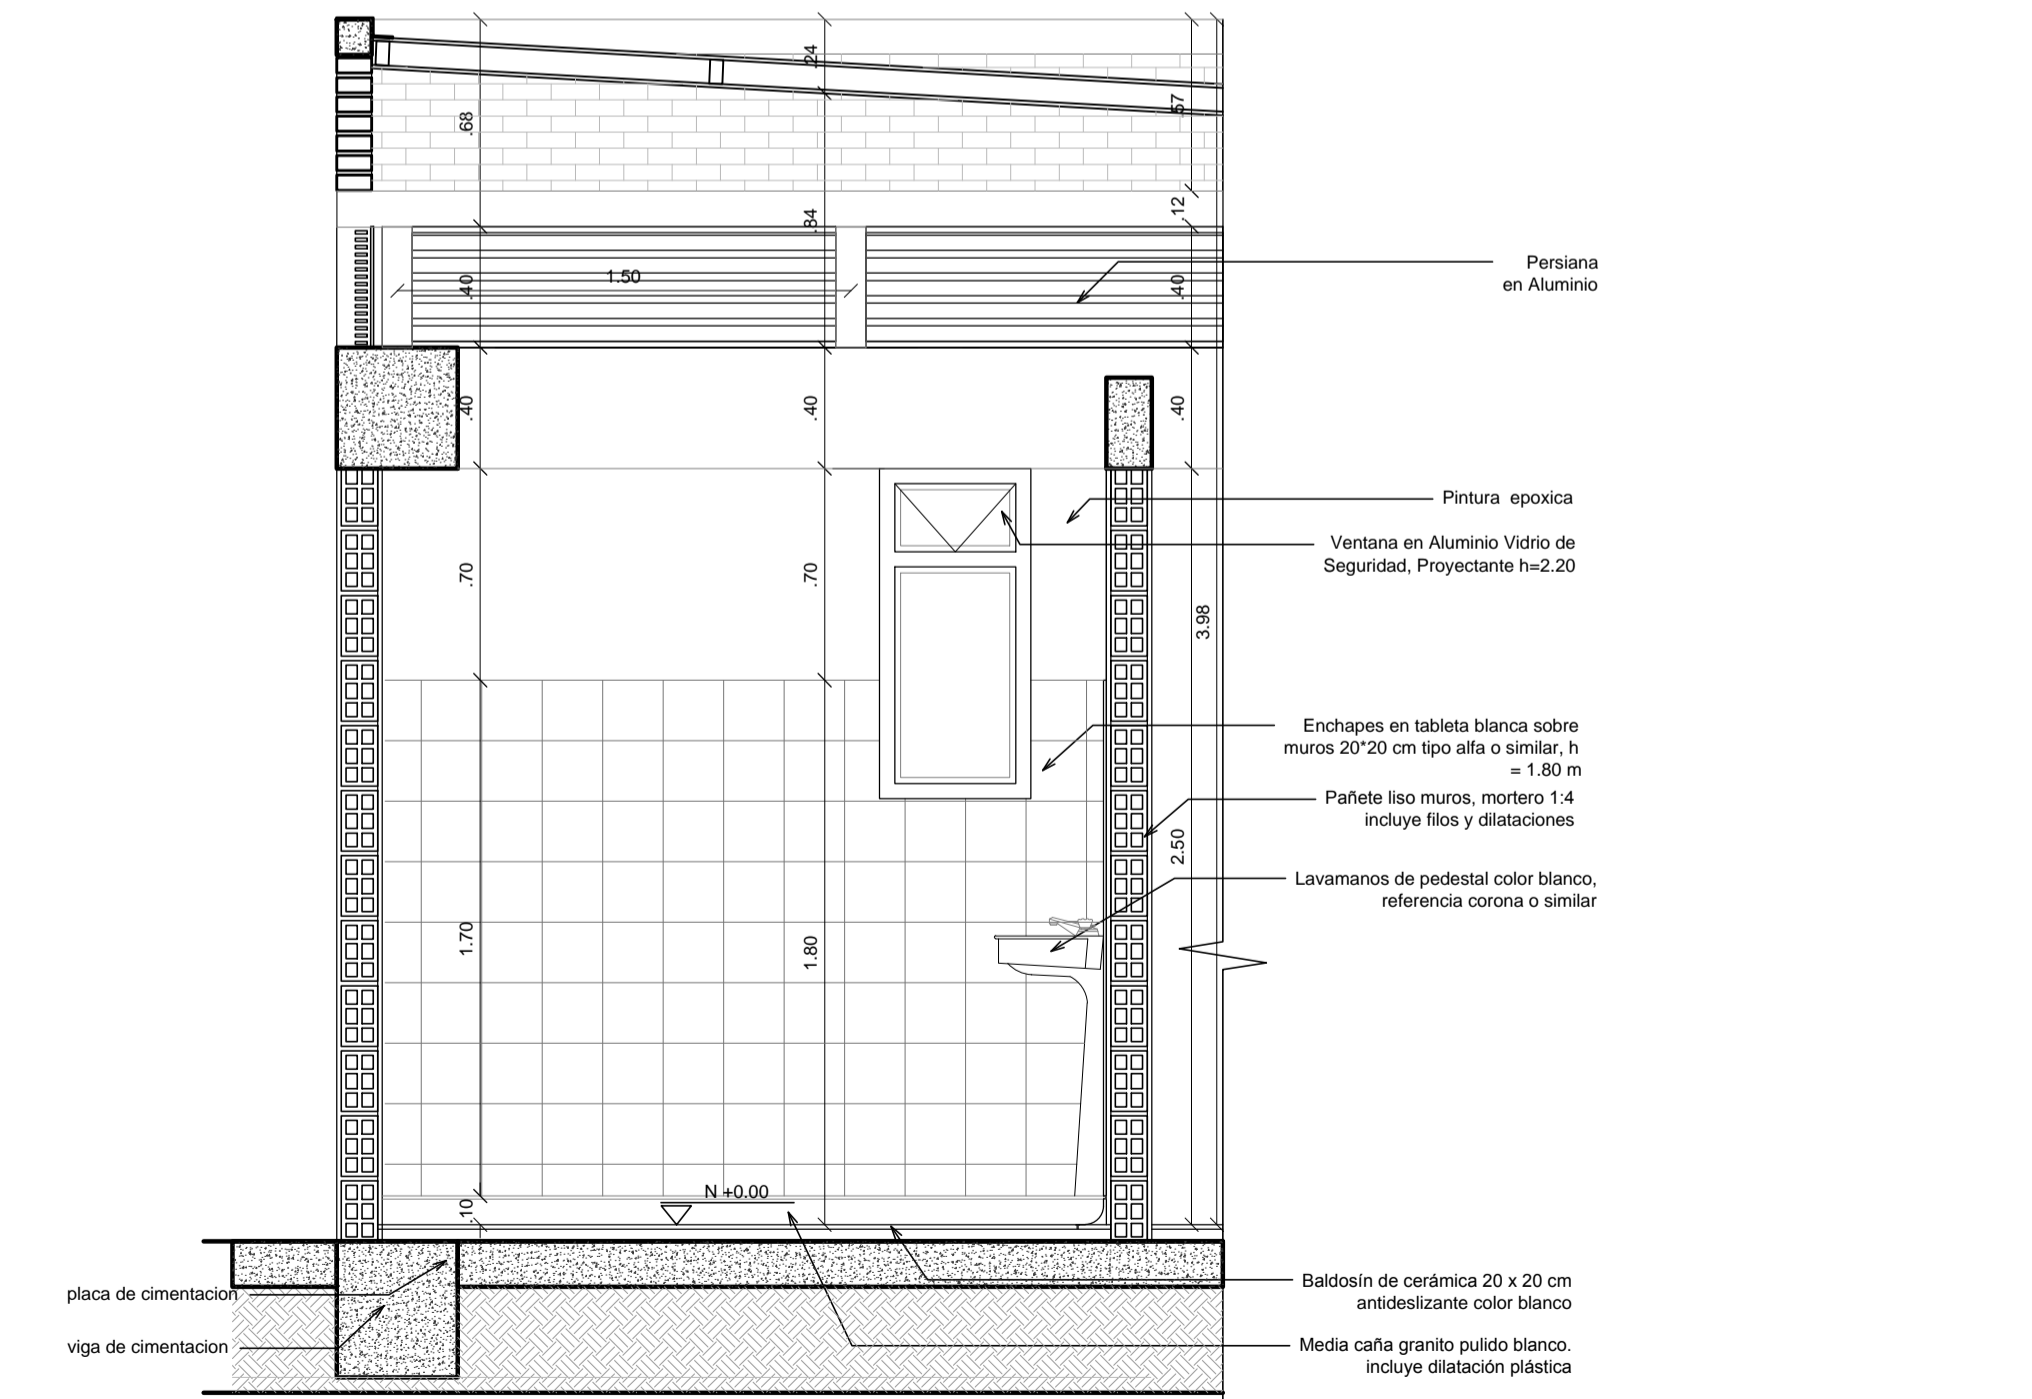 .24
.68
.57
.84
.12
1.50
.40
.40
Persiana
en Aluminio
.40
.40
.40
Pintura epoxica
Ventana en Aluminio Vidrio de
Seguridad, Proyectante h=2.20
.70
.70
3.98
Enchapes en tableta blanca sobre
muros 20*20 cm tipo alfa o similar, h
= 1.80 m
Pañete liso muros, mortero 1:4
incluye filos y dilataciones
2.50
Lavamanos de pedestal color blanco,
referencia corona o similar
1.70
1.80
N +0.00
.10
placa de cimentacion
viga de cimentacion
Baldosín de cerámica 20 x 20 cm
antideslizante color blanco
Media caña granito pulido blanco.
incluye dilatación plástica